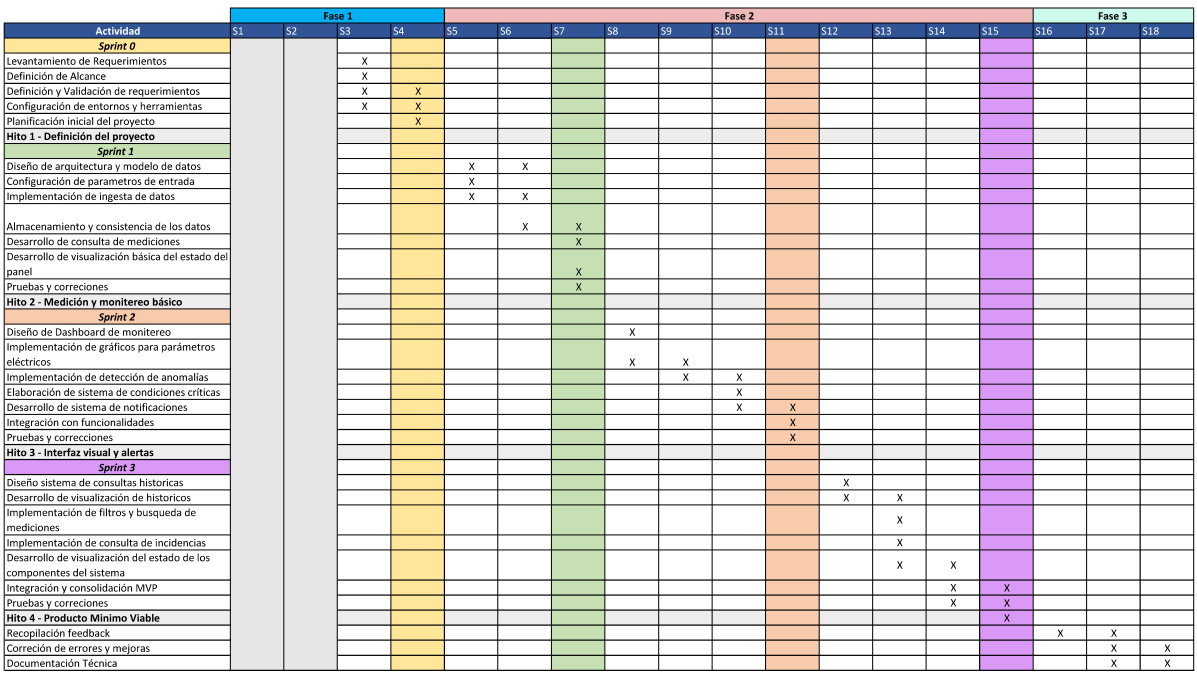 Fase 1 Fase 2 Fase 3
Actividad S1 S2 S3 S4 S5 S6 S7 S8 S9 S10 S11 S12 S13 S14 S15 S16 S17 S18
Sprint 0
Levantamiento de Requerimientos X
Definición de Alcance X
Definición y Validación de requerimientos X X
Configuración de entornos y herramientas X X
Planificación inicial del proyecto X
Hito 1 - Definición del proyecto
Sprint 1
Diseño de arquitectura y modelo de datos X X
Configuración de parametros de entrada X
Implementación de ingesta de datos X X
Almacenamiento y consistencia de los datos X X
Desarrollo de consulta de mediciones X
Desarrollo de visualización básica del estado del
panel X
Pruebas y correciones X
Hito 2 - Medición y monitereo básico
Sprint 2
Diseño de Dashboard de monitereo X
Implementación de gráficos para parámetros
eléctricos X X
Implementación de detección de anomalías X X
Elaboración de sistema de condiciones críticas X
Desarrollo de sistema de notificaciones X X
Integración con funcionalidades X
Pruebas y correcciones X
Hito 3 - Interfaz visual y alertas
Sprint 3
Diseño sistema de consultas historicas X
Desarrollo de visualización de historicos X X
Implementación de filtros y busqueda de
mediciones X
Implementación de consulta de incidencias X
Desarrollo de visualización del estado de los
componentes del sistema X X
Integración y consolidación MVP X X
Pruebas y correciones X X
Hito 4 - Producto Minimo Viable X
Recopilación feedback X X
Correción de errores y mejoras X X
Documentación Técnica X X